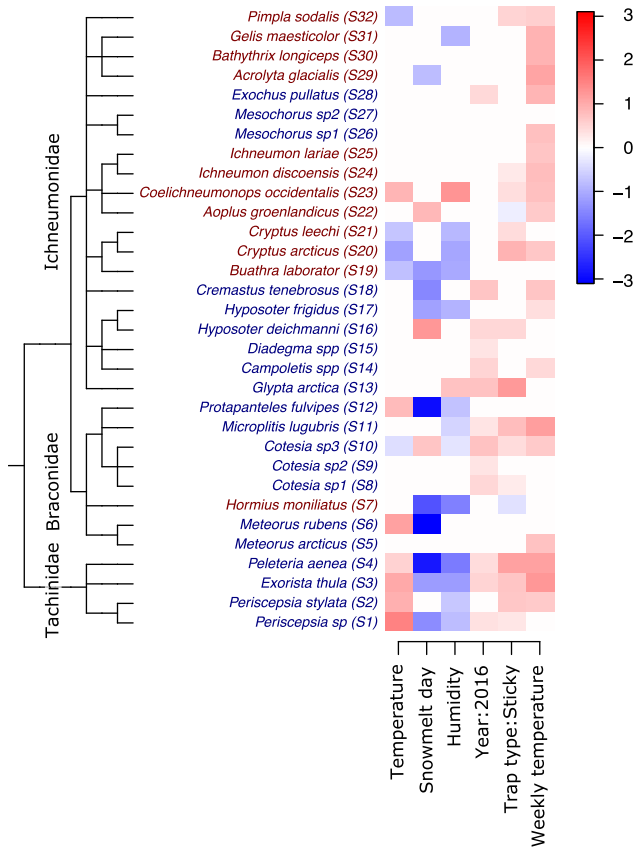 Ichneumonidae
Braconidae
Tachinidae
Pimpla sodalis (S32)
Gelis maesticolor (S31)
Bathythrix longiceps (S30)
Acrolyta glacialis (S29)
Exochus pullatus (S28)
Mesochorus sp2 (S27)
Mesochorus sp1 (S26)
Ichneumon lariae (S25)
Ichneumon discoensis (S24)
Coelichneumonops occidentalis (S23)
Aoplus groenlandicus (S22)
Cryptus leechi (S21)
Cryptus arcticus (S20)
Buathra laborator (S19)
Cremastus tenebrosus (S18)
Hyposoter frigidus (S17)
Hyposoter deichmanni (S16)
Diadegma spp (S15)
Campoletis spp (S14)
Glypta arctica (S13)
Protapanteles fulvipes (S12)
Microplitis lugubris (S11)
Cotesia sp3 (S10)
Cotesia sp2 (S9)
Cotesia sp1 (S8)
Hormius moniliatus (S7)
Meteorus rubens (S6)
Meteorus arcticus (S5)
Peleteria aenea (S4)
Exorista thula (S3)
Periscepsia stylata (S2)
Periscepsia sp (S1)
Temperature
Snowmelt day
Humidity
Year:2016
Trap type:Sticky
Weekly temperature
3
2
1
0
−1
−2
−3